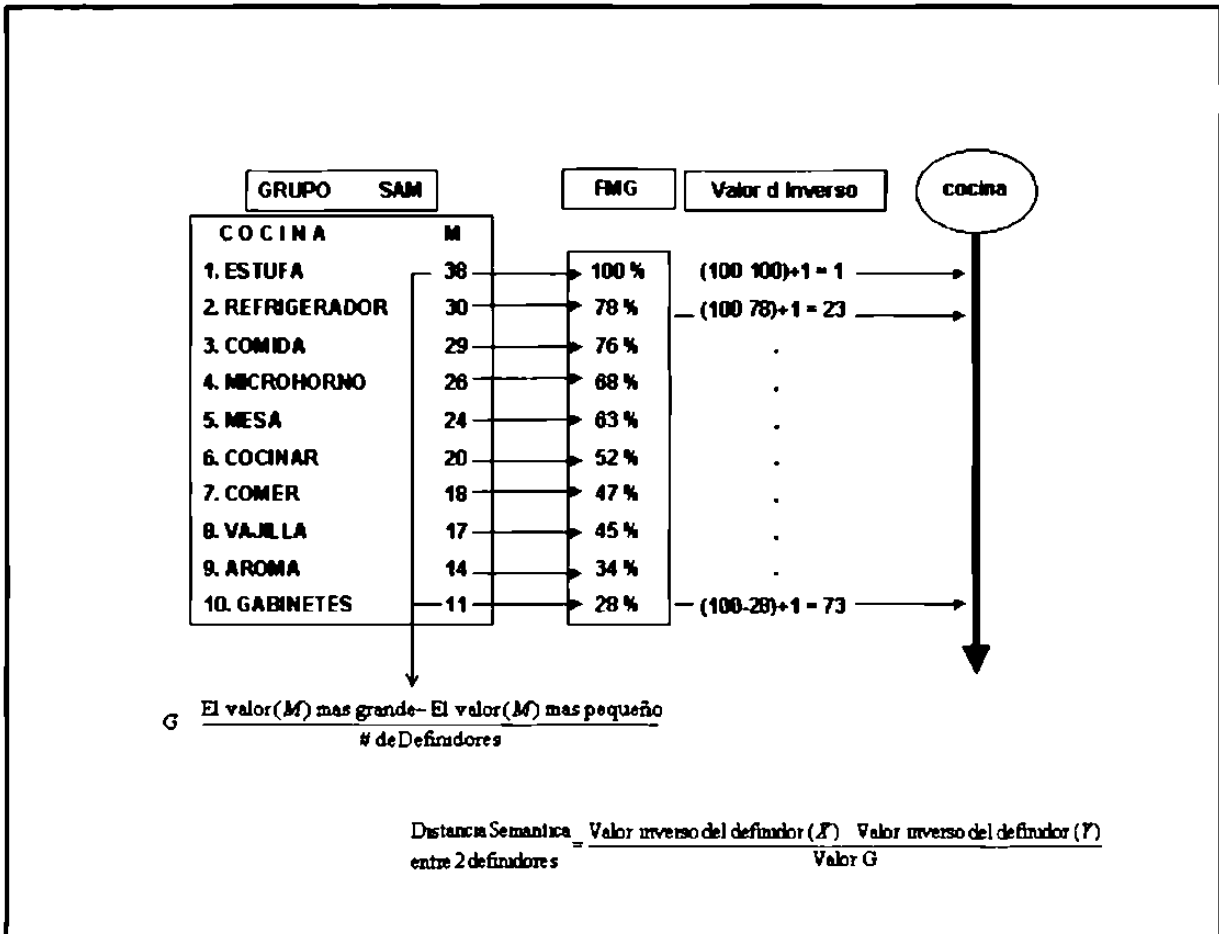 GRUPO SAM FMG Valor d Inverso cocina
COCINA M
1. ESTUFA 38 100 % (100 100)+1 = 1
2. REFRIGERADOR 30 78 % (100 78)+1 = 23
3. COMIDA 29 76 % .
4. MICROHORNO 26 68 % .
5. MESA 24 63 % .
6. COCINAR 20 52 % .
7. COMER 18 47 % .
8. VAJILLA 17 45 % .
9. AROMA 14 34 % .
10. GABINETES 11 28 % (100-28)+1 = 73
G El valor (M) mas grande - El valor (M) mas pequeño
# de Definidores
Distancia Semantica = Valor inverso del definidor (X) Valor inverso del definidor (Y)
entre 2 definidores Valor G